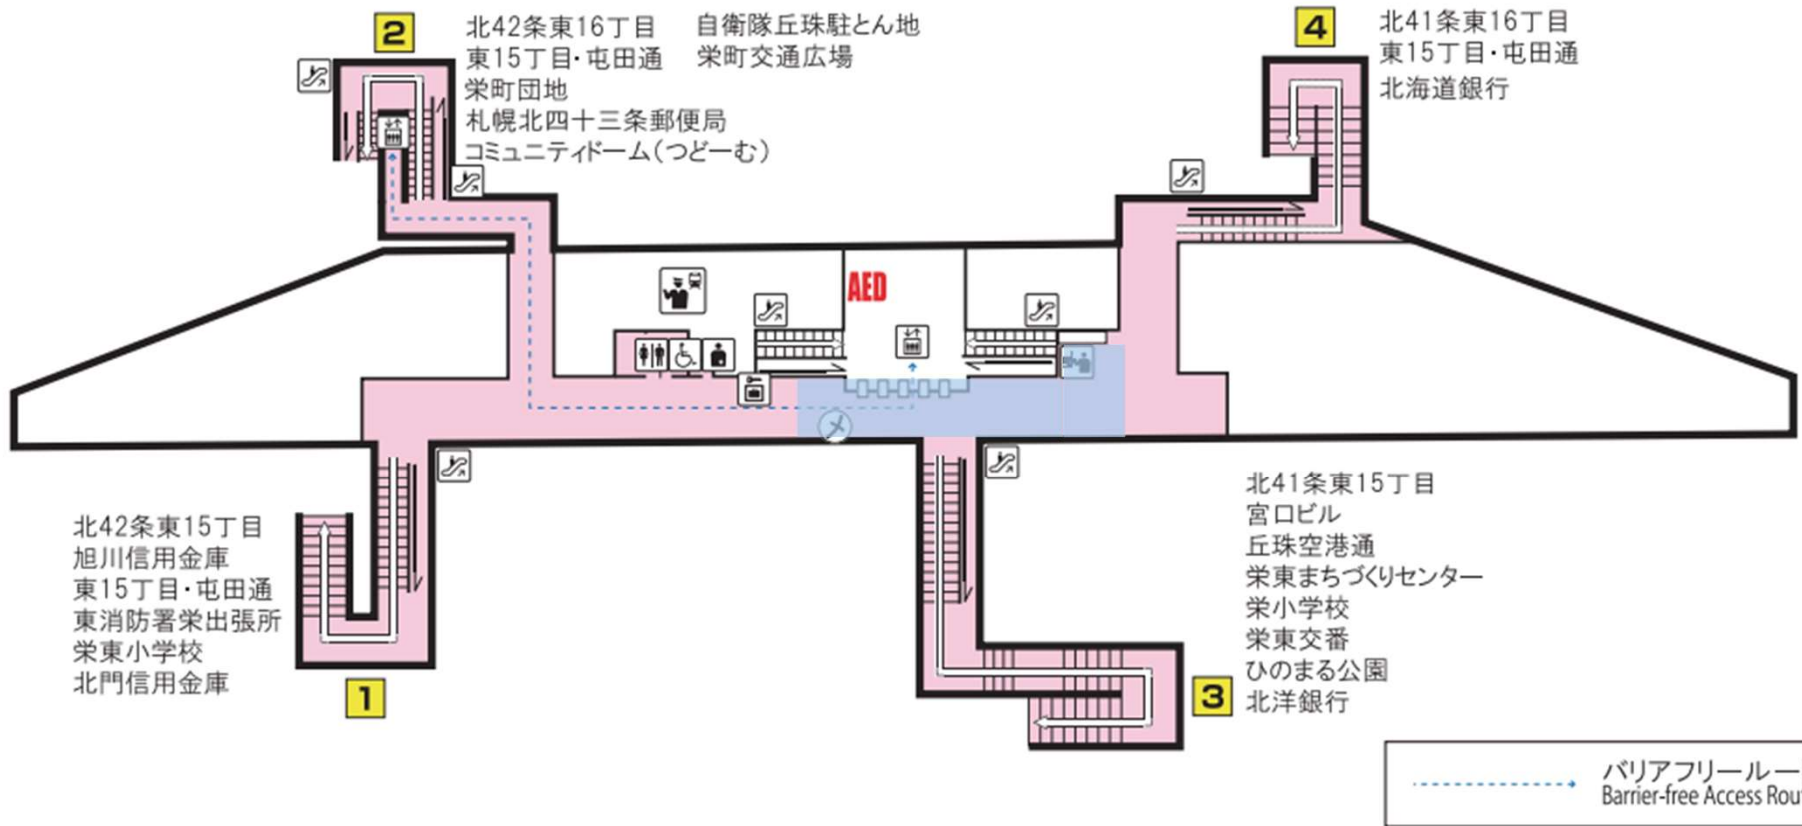 2
北42条東16丁目 自衛隊丘珠駐とん地
東15丁目・屯田通 栄町交通広場
栄町団地
札幌北四十三条郵便局
コミュニティドーム(つどーむ)
4
北41条東16丁目
東15丁目・屯田通
北海道銀行
AED
北42条東15丁目
旭川信用金庫
東15丁目・屯田通
東消防署栄出張所
栄東小学校
北門信用金庫
1
北41条東15丁目
宮口ビル
丘珠空港通
栄東まちづくりセンター
栄小学校
栄東交番
ひのまる公園
北洋銀行
3
バリアフリールー
Barrier-free Access Rou